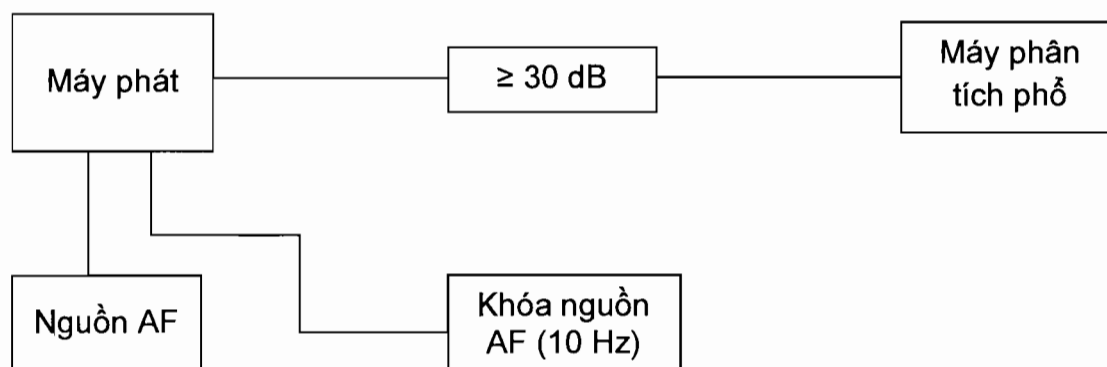 Máy phát
≥ 30 dB
Máy phân
tích phổ
Nguồn AF
Khóa nguồn
AF (10 Hz)